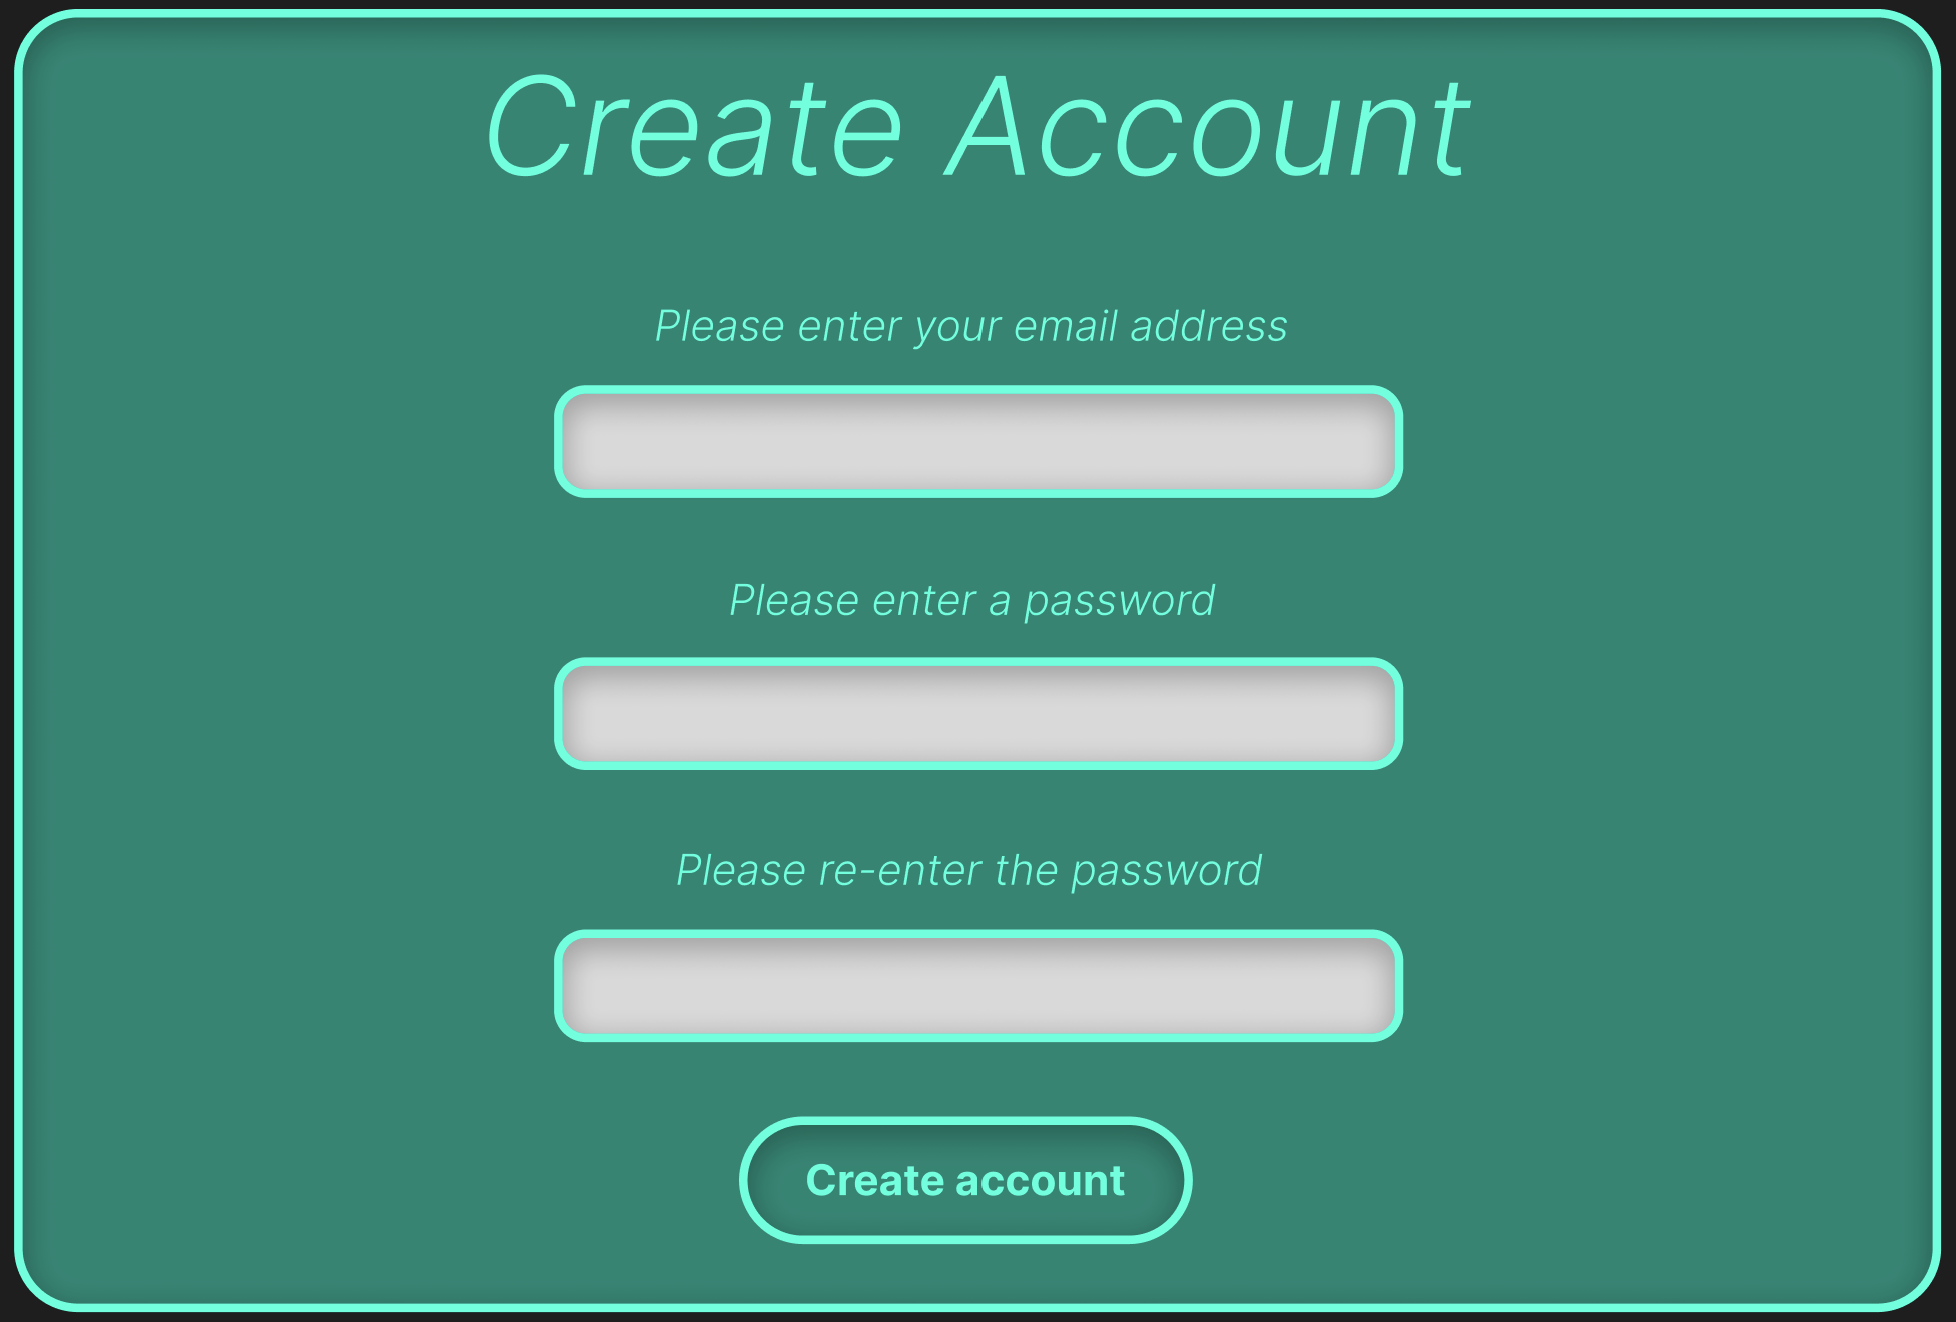 Create Account
Please enter your email address
Please enter a password
Please re-enter the password
Create account